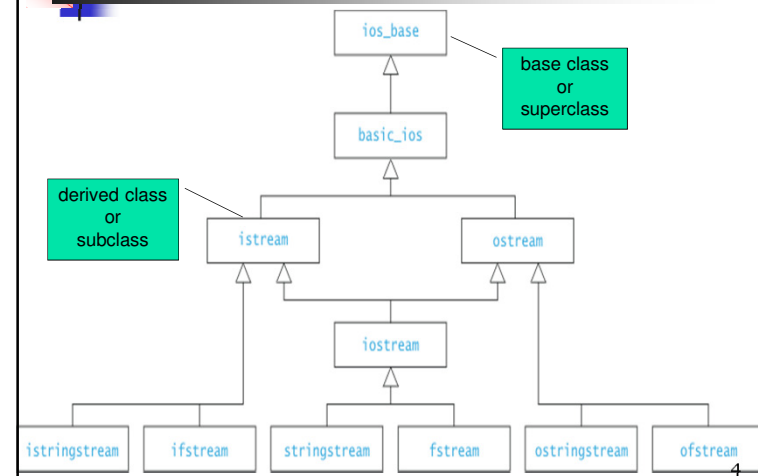 ios_base
base class
or
superclass
basic_ios
derived class
or
subclass
istream
ostream
iostream
istringstream
ifstream
stringstream
fstream
ostringstream
ofstream
4